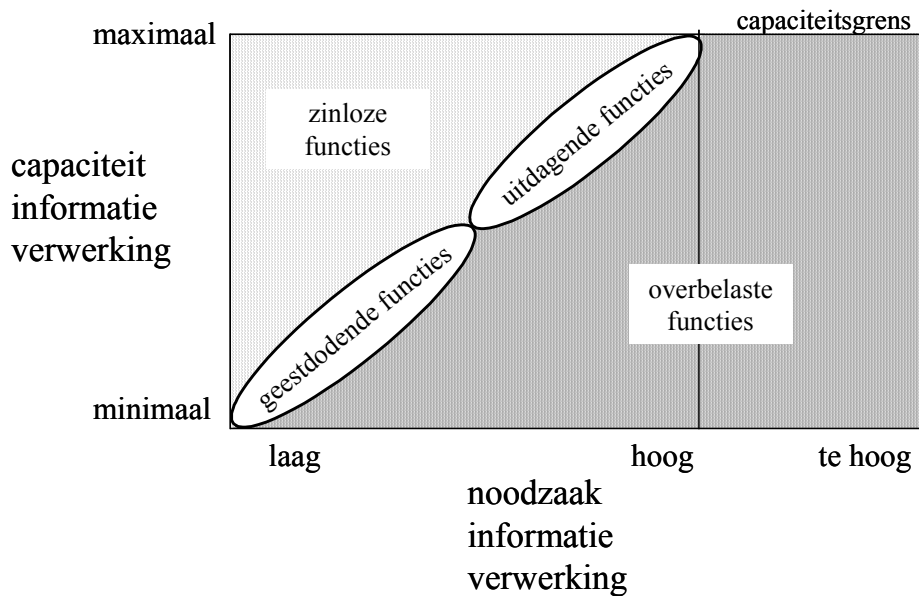 capaciteitsgrens
maximaal
zinloze
functies
uitdagende functies
capaciteit
informatie
verwerking
geestdodende functies
overbelaste
functies
minimaal
laag
hoog
te hoog
noodzaak
informatie
verwerking